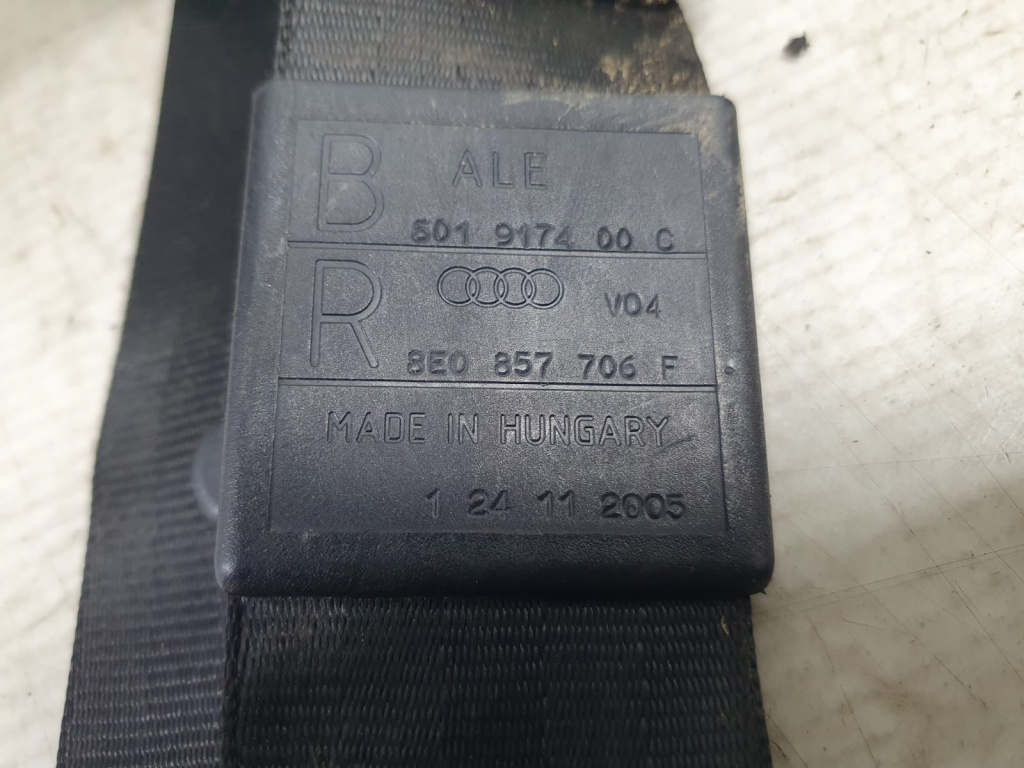 B ALE
601 9174 00 C
R V04
8E0 857 706 F
MADE IN HUNGARY
1 24 11 2005